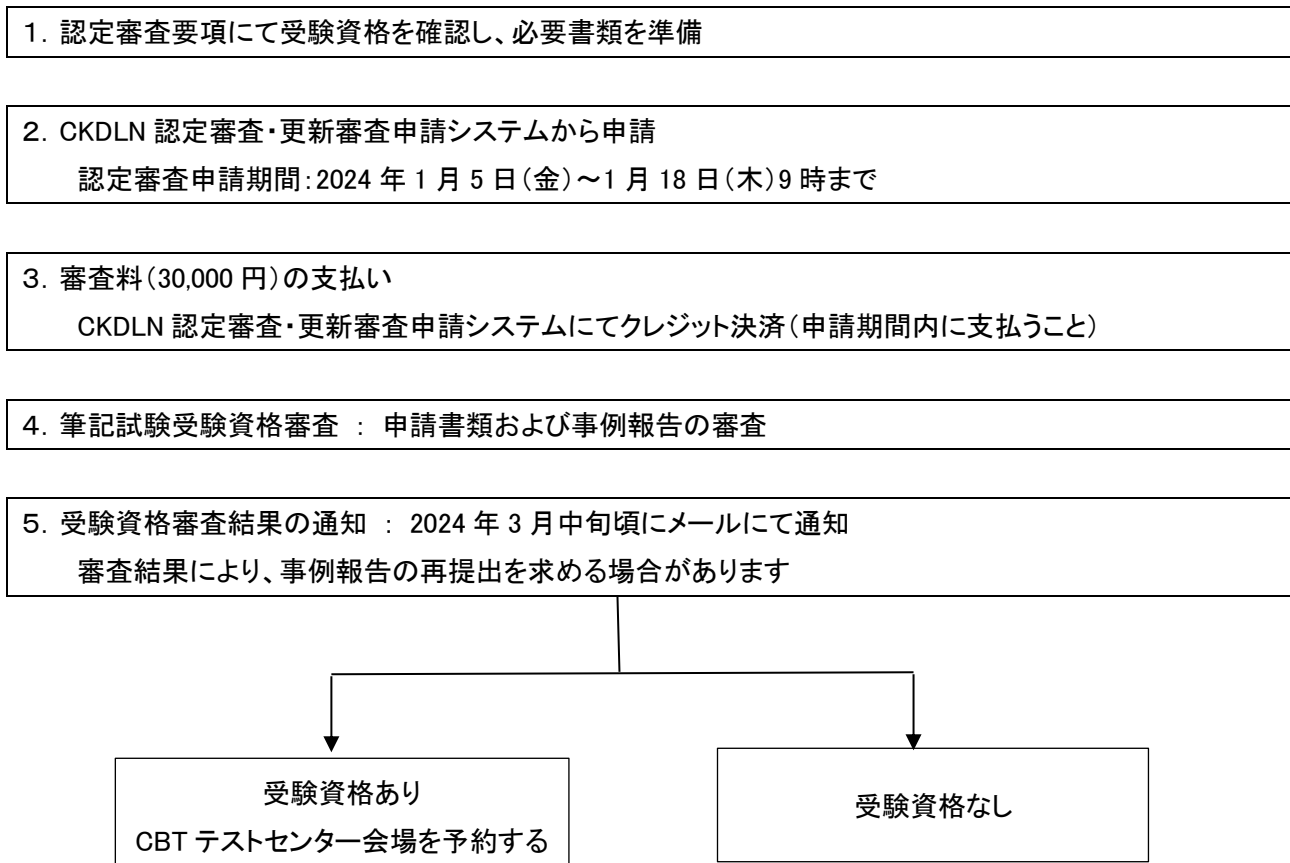 １．認定審査要項にて受験資格を確認し、必要書類を準備
２．CKDLN 認定審査・更新審査申請システムから申請
認定審査申請期間：2024 年 1 月 5 日（金）～1 月 18 日（木）9 時まで
３．審査料（30,000 円）の支払い
CKDLN 認定審査・更新審査申請システムにてクレジット決済（申請期間内に支払うこと）
４．筆記試験受験資格審査 ： 申請書類および事例報告の審査
５．受験資格審査結果の通知 ： 2024 年 3 月中旬頃にメールにて通知
審査結果により、事例報告の再提出を求める場合があります
受験資格あり
CBT テストセンター会場を予約する
受験資格なし